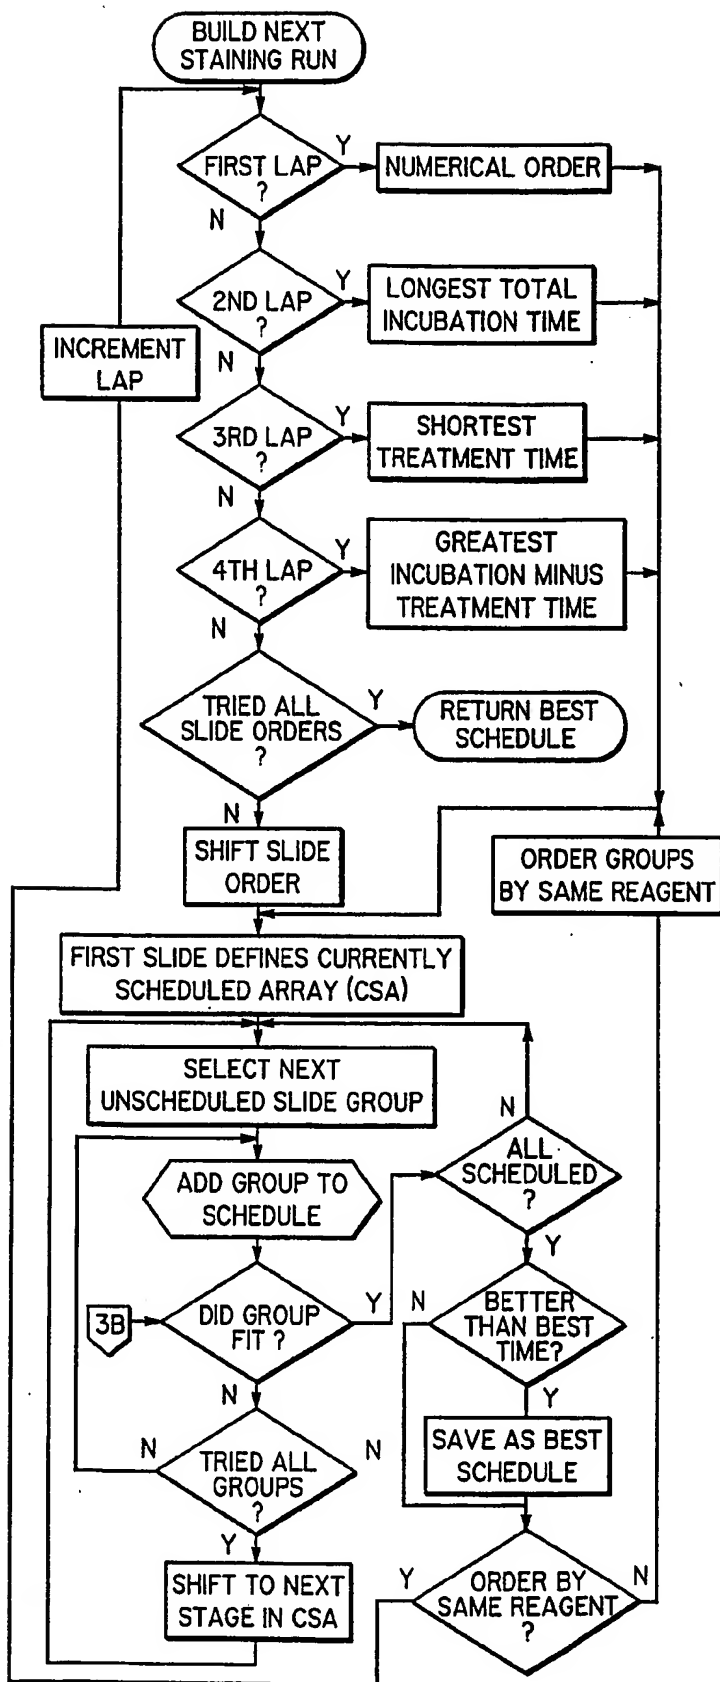 BUILD NEXT
STAINING RUN
FIRST LAP
?
Y
N
NUMERICAL ORDER
2ND LAP
?
Y
N
LONGEST TOTAL
INCUBATION TIME
INCREMENT
LAP
3RD LAP
?
Y
N
SHORTEST
TREATMENT TIME
4TH LAP
?
Y
N
GREATEST
INCUBATION MINUS
TREATMENT TIME
TRIED ALL
SLIDE ORDERS
?
Y
N
RETURN BEST
SCHEDULE
SHIFT SLIDE
ORDER
ORDER GROUPS
BY SAME REAGENT
FIRST SLIDE DEFINES CURRENTLY
SCHEDULED ARRAY (CSA)
SELECT NEXT
UNSCHEDULED SLIDE GROUP
ADD GROUP TO
SCHEDULE
N
ALL
SCHEDULED
?
Y
3B
DID GROUP
FIT ?
Y
N
N
BETTER
THAN BEST
TIME?
Y
N
TRIED ALL
GROUPS
?
N
Y
SAVE AS BEST
SCHEDULE
SHIFT TO NEXT
STAGE IN CSA
Y
ORDER BY
SAME REAGENT
?
N